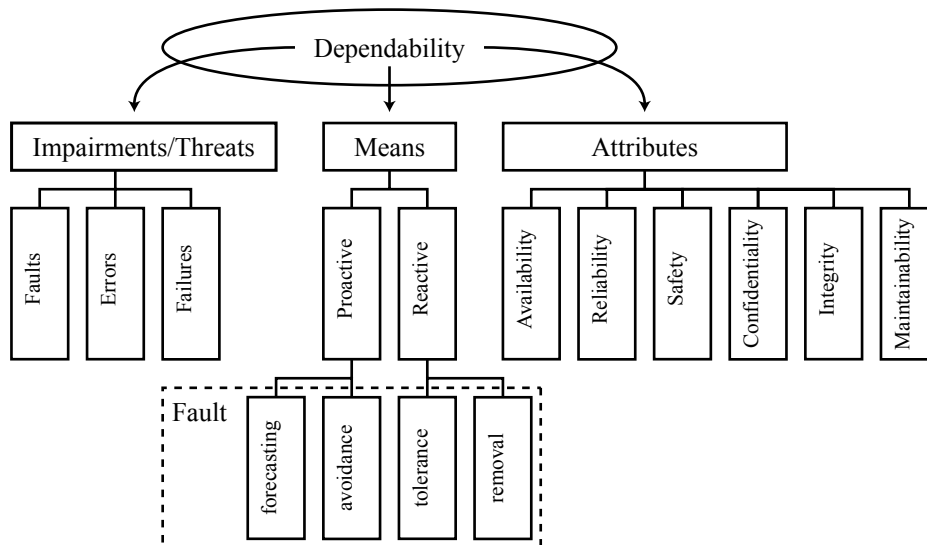 Dependability
Impairments/Threats
Means
Attributes
Faults
Errors
Failures
Proactive
Reactive
Availability
Reliability
Safety
Confidentiality
Integrity
Maintainability
Fault
forecasting
avoidance
tolerance
removal